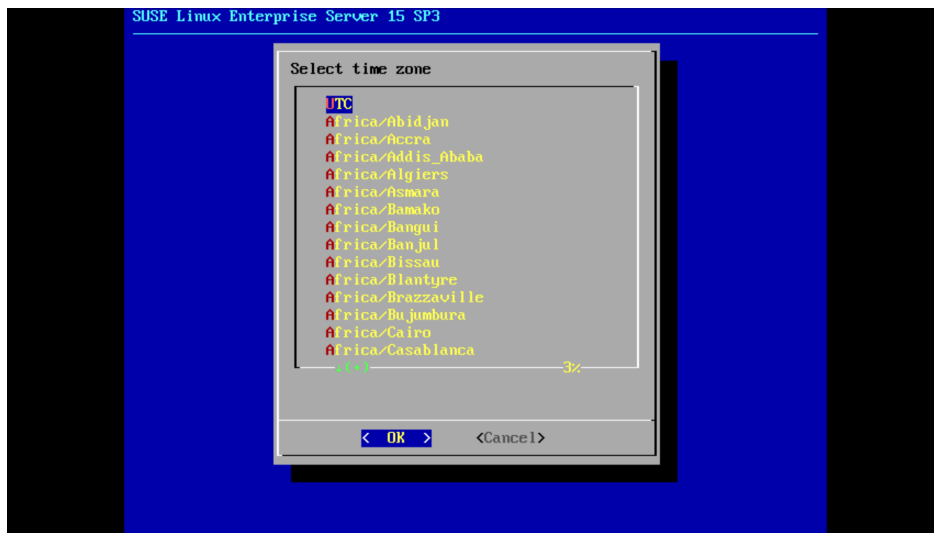 SUSE Linux Enterprise Server 15 SP3
Select time zone
UTC
Africa/Abidjan
Africa/Accra
Africa/Addis_Ababa
Africa/Algiers
Africa/Asmara
Africa/Bamako
Africa/Bangui
Africa/Banjul
Africa/Bissau
Africa/Blantyre
Africa/Brazzaville
Africa/Bujumbura
Africa/Cairo
Africa/Casablanca
↓(+) 3%
< OK > <Cancel>